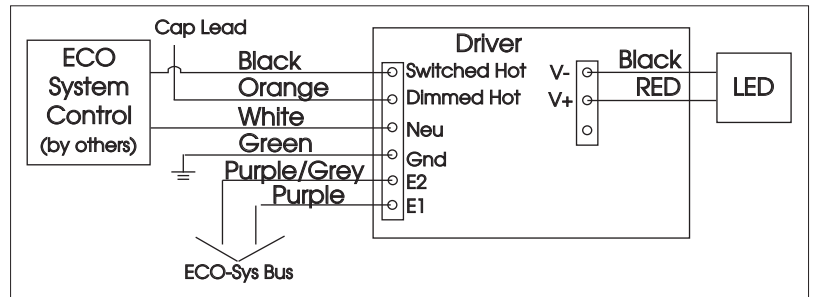 Cap Lead
ECO
System
Control
(by others)
Black
Orange
White
Green
Purple/Grey
Purple
ECO-Sys Bus
Driver
Switched Hot
Dimmed Hot
Neu
Gnd
E2
E1
V-
V+
Black
RED
LED